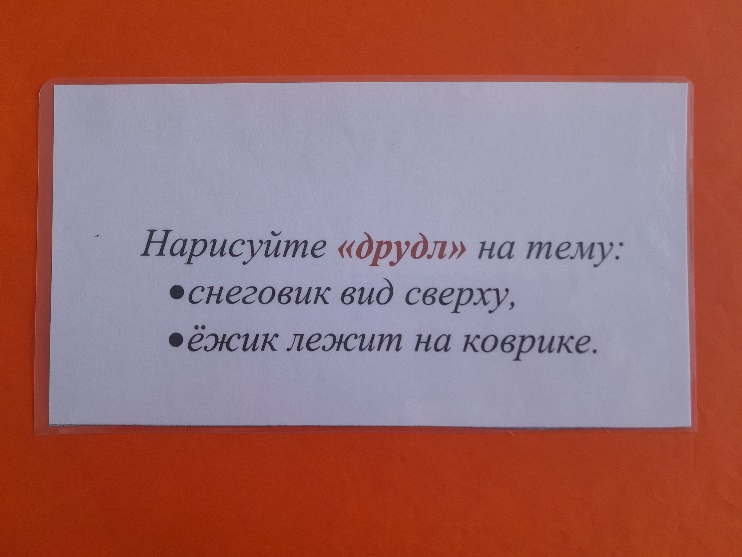 Нарисуйте «друдл» на тему:
•снеговик вид сверху,
•ёжик лежит на коврике.